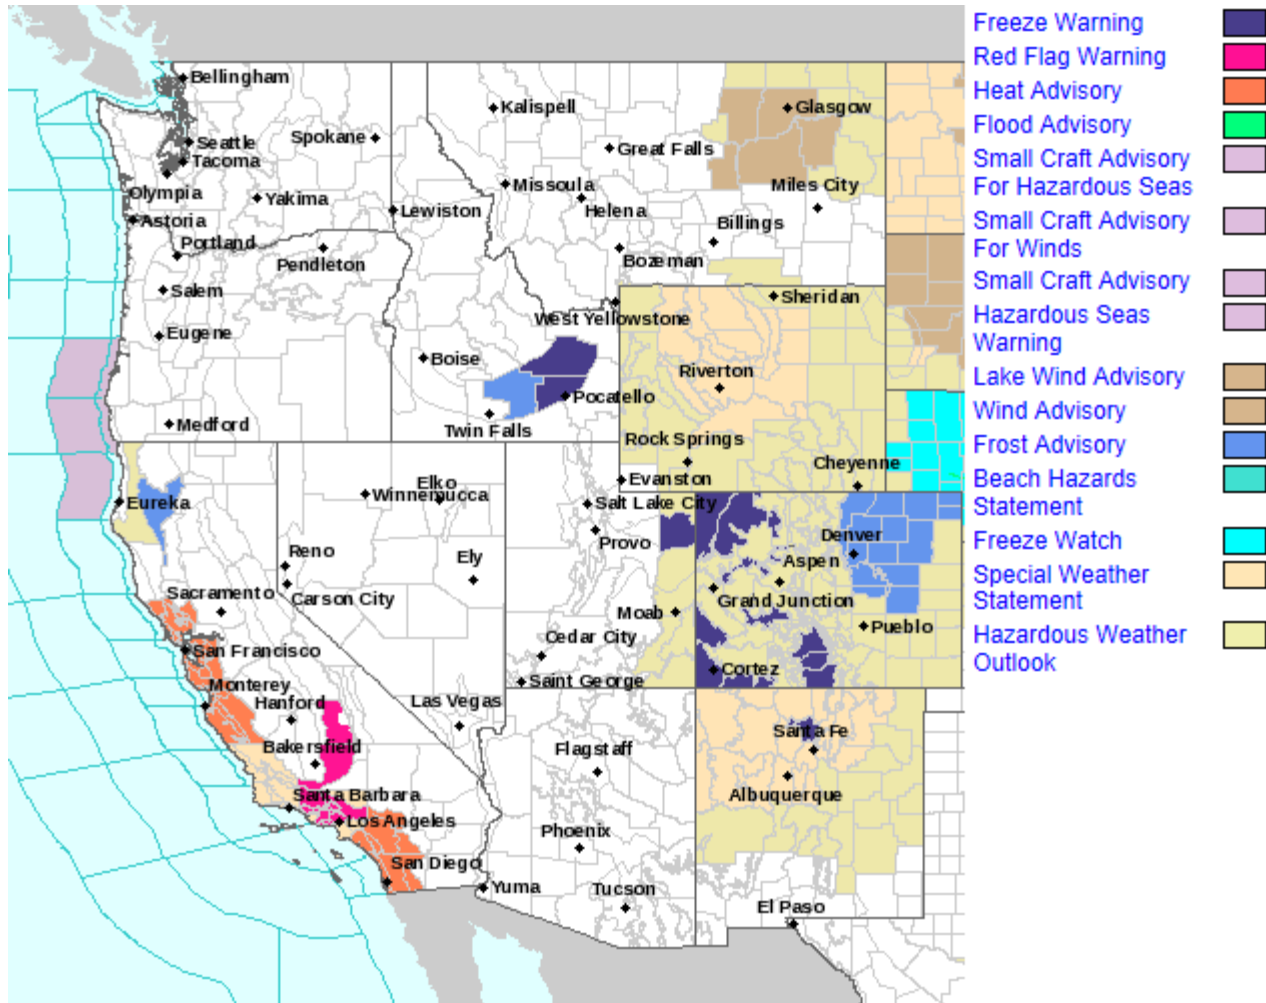 Bellingham
Kalispell
Glasgow
Seattle
Spokane
Great Falls
Tacoma
Olympia
Missoula
Miles City
Yakima
Helena
Lewiston
Astoria
Billings
Portland
Pendleton
Bozeman
Salem
Sheridan
West Yellowstone
Eugene
Boise
Riverton
Pocatello
Medford
Twin Falls
Rock Springs
Cheyenne
Elko
Evanston
Winnemucca
Eureka
Salt Lake City
Provo
Denver
Reno
Ely
Aspen
Sacramento
Carson City
Grand Junction
Moab
Pueblo
Cedar City
San Francisco
Cortez
Saint George
Monterey
Hanford
Las Vegas
Santa Fe
Bakersfield
Flagstaff
Albuquerque
Santa Barbara
Los Angeles
Phoenix
San Diego
Yuma
Tucson
El Paso
Freeze Warning
Red Flag Warning
Heat Advisory
Flood Advisory
Small Craft Advisory
For Hazardous Seas
Small Craft Advisory
For Winds
Small Craft Advisory
Hazardous Seas
Warning
Lake Wind Advisory
Wind Advisory
Frost Advisory
Beach Hazards
Statement
Freeze Watch
Special Weather
Statement
Hazardous Weather
Outlook